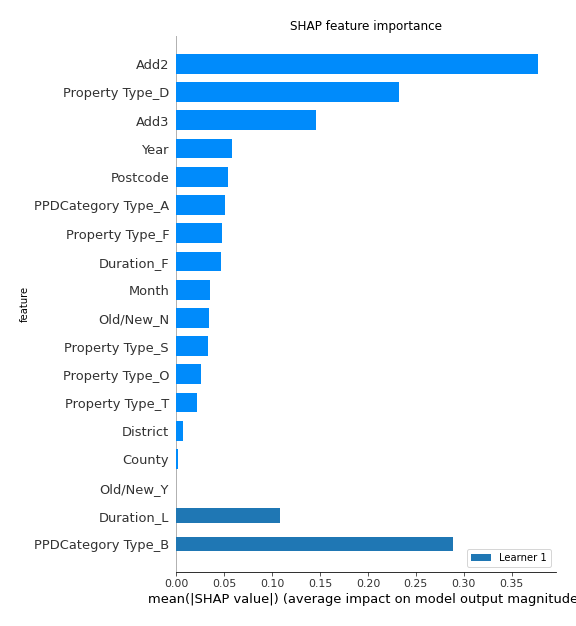 SHAP feature importance
Add2
Property Type_D
Add3
Year
Postcode
PPDCategory Type_A
Property Type_F
Duration_F
Month
Old/New_N
Property Type_S
Property Type_O
Property Type_T
District
County
Old/New_Y
Duration_L
PPDCategory Type_B
feature
Learner 1
0.00 0.05 0.10 0.15 0.20 0.25 0.30 0.35
mean(|SHAP value|) (average impact on model output magnitude